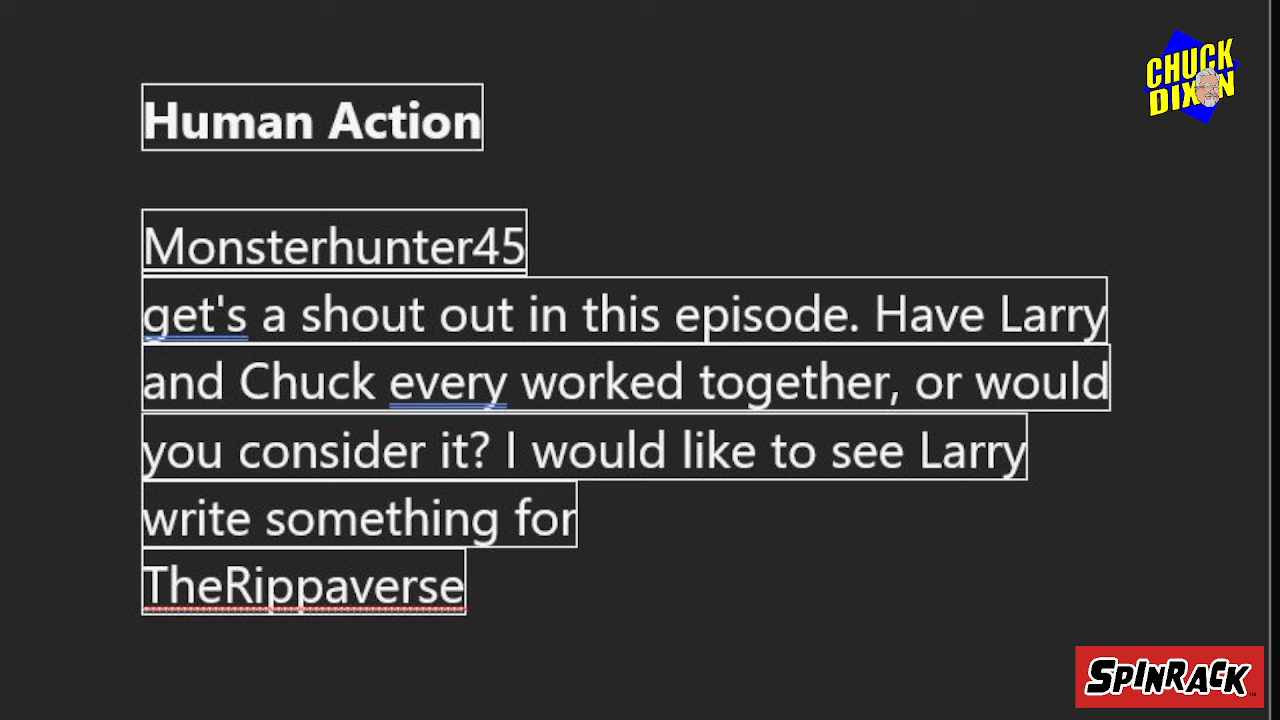 CHUCK
DIXON
Human Action
Monsterhunter45
get's a shout out in this episode. Have Larry
and Chuck every worked together, or would
you consider it? I would like to see Larry
write something for
TheRippaverse
SPINRACK